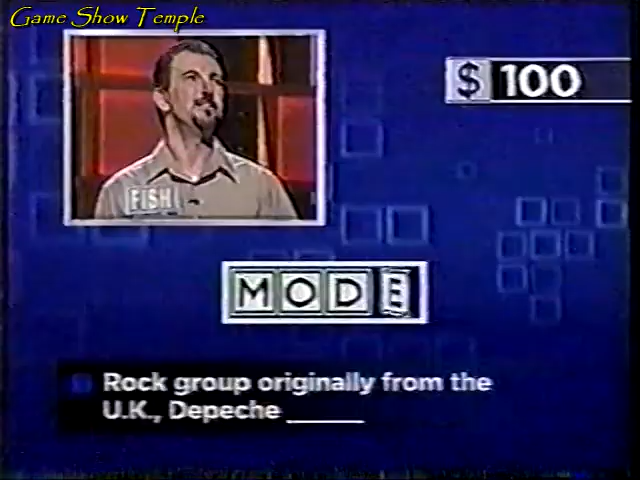 Game Show Temple
$ 100
FISH
MODE
Rock group originally from the
U.K., Depeche _____